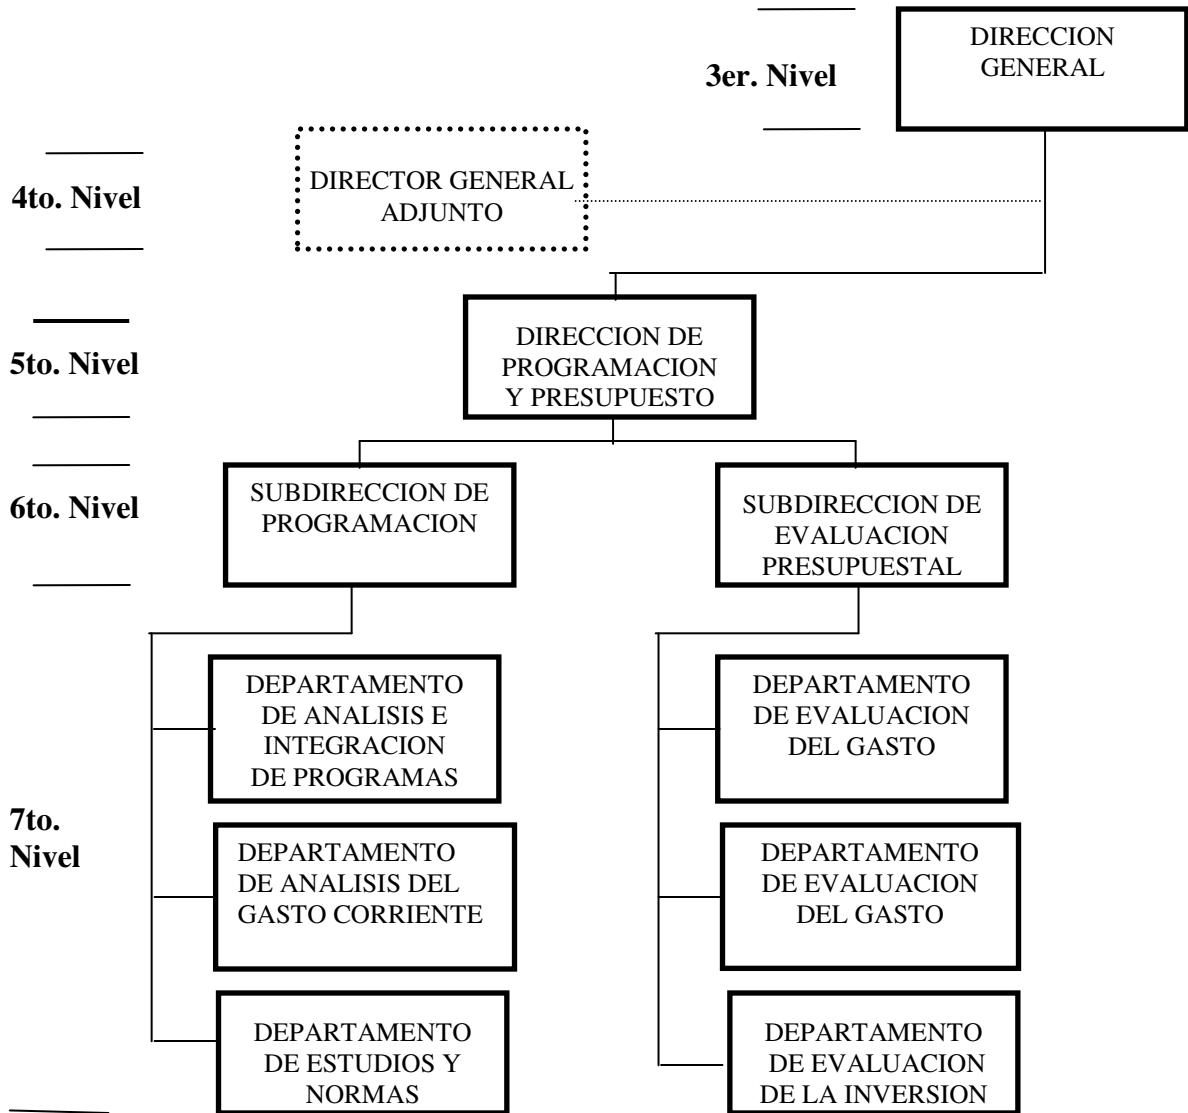 DIRECCION
GENERAL
3er. Nivel
DIRECTOR GENERAL
ADJUNTO
4to. Nivel
DIRECCION DE
PROGRAMACION
Y PRESUPUESTO
5to. Nivel
SUBDIRECCION DE
PROGRAMACION
SUBDIRECCION DE
EVALUACION
PRESUPUESTAL
6to. Nivel
DEPARTAMENTO
DE ANALISIS E
INTEGRACION
DE PROGRAMAS
DEPARTAMENTO
DE EVALUACION
DEL GASTO
7to.
Nivel
DEPARTAMENTO
DE ANALISIS DEL
GASTO CORRIENTE
DEPARTAMENTO
DE EVALUACION
DEL GASTO
DEPARTAMENTO
DE ESTUDIOS Y
NORMAS
DEPARTAMENTO
DE EVALUACION
DE LA INVERSION